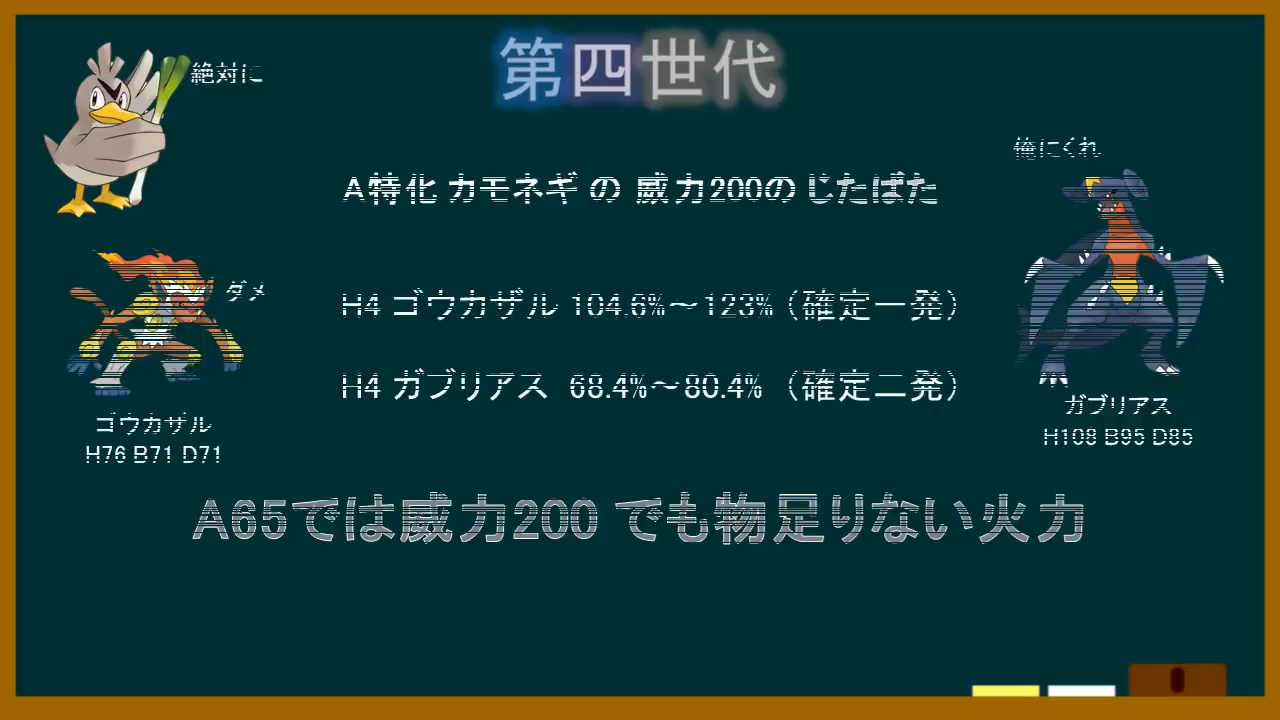 第四世代
絶対に
俺にくれ
A特化 カモネギ の 威力200の じたばた
ダメ
H4 ゴウカザル 104.6%～123% (確定一発)
H4 ガブリアス 68.4%～80.4% (確定二発)
ガブリアス
H108 B95 D85
ゴウカザル
H76 B71 D71
A65では威力200 でも物足りない火力